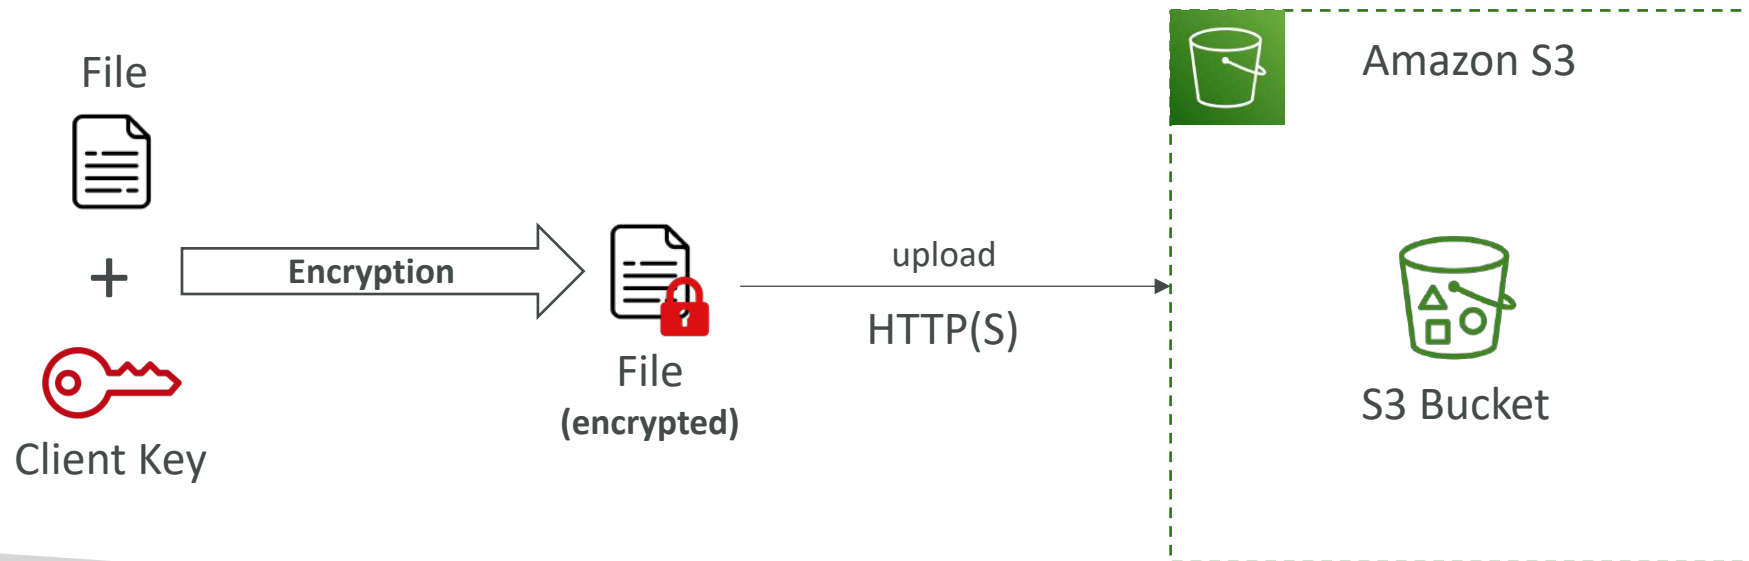 File
+
Client Key
Encryption
File
(encrypted)
upload
HTTP(S)
Amazon S3
S3 Bucket